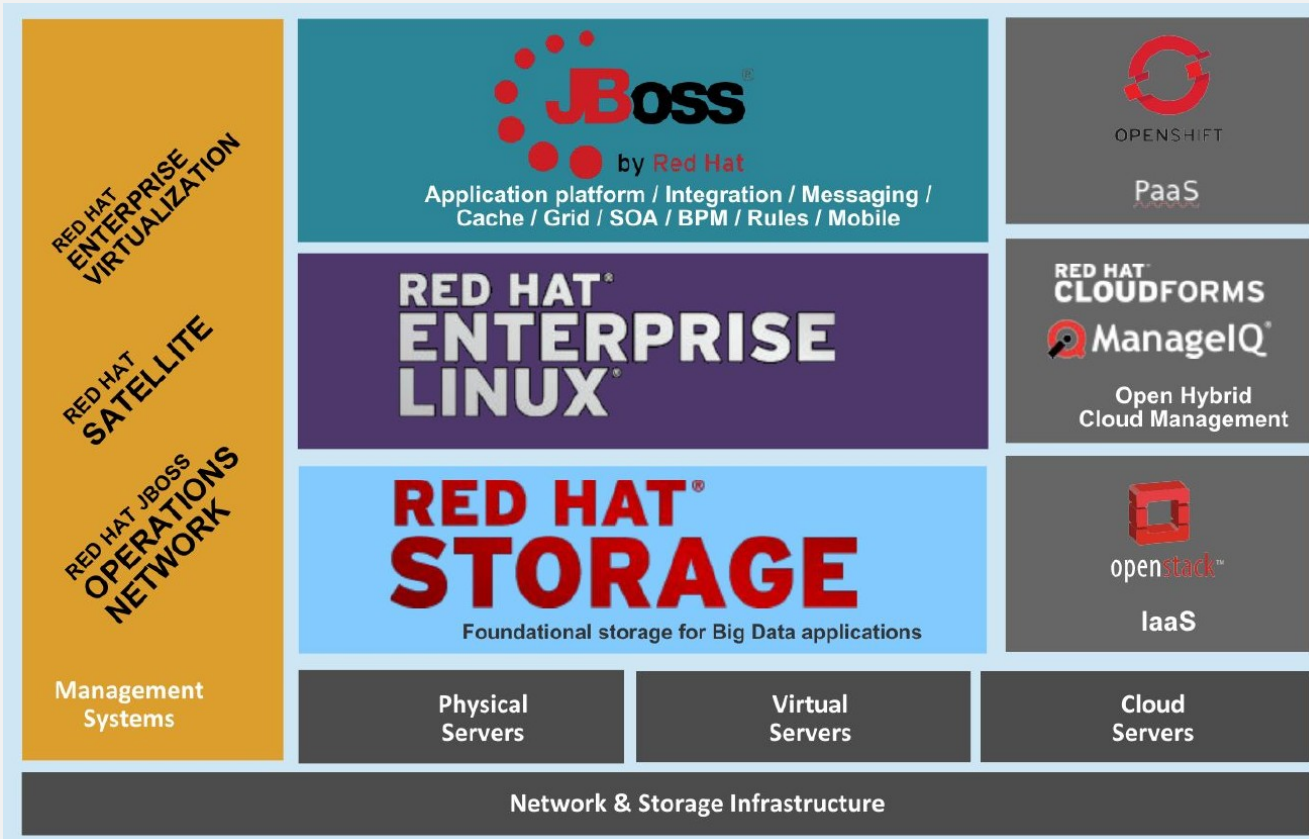 RED HAT
ENTERPRISE
VIRTUALIZATION
RED HAT
SATELLITE
RED HAT JBOSS
OPERATIONS
NETWORK
Management
Systems
JBoss®
by Red Hat
Application platform / Integration / Messaging /
Cache / Grid / SOA / BPM / Rules / Mobile
RED HAT®
ENTERPRISE
LINUX®
RED HAT®
STORAGE
Foundational storage for Big Data applications
OPENSHIFT
PaaS
RED HAT™
CLOUDFORMS
ManageIQ®
Open Hybrid
Cloud Management
openstack™
IaaS
Physical
Servers
Virtual
Servers
Cloud
Servers
Network & Storage Infrastructure